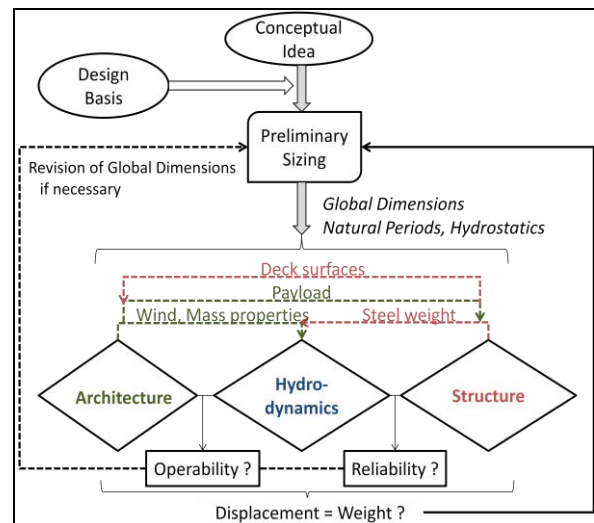 Conceptual
Idea
Design
Basis
Preliminary
Sizing
Revision of Global Dimensions
if necessary
Global Dimensions
Natural Periods, Hydrostatics
Deck surfaces
Payload
Wind, Mass properties
Steel weight
Architecture
Hydro-
dynamics
Structure
Operability ?
Reliability ?
Displacement = Weight ?